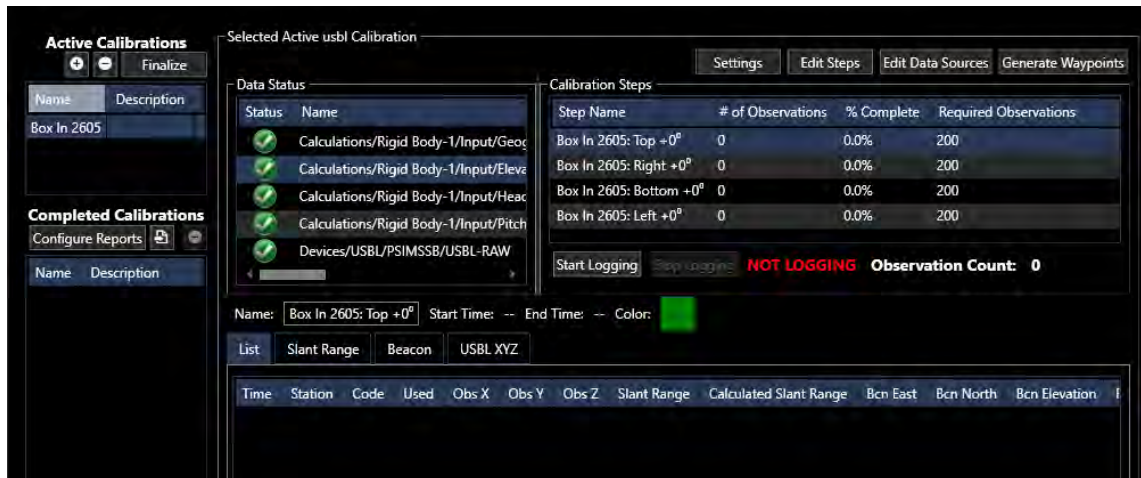 Active Calibrations
Finalize
Name Description
Box In 2605
Completed Calibrations
Configure Reports
Name Description
Selected Active usbl Calibration
Settings Edit Steps Edit Data Sources Generate Waypoints
Data Status
Status Name
Calculations/Rigid Body-1/Input/Geog
Calculations/Rigid Body-1/Input/Eleva
Calculations/Rigid Body-1/Input/Head
Calculations/Rigid Body-1/Input/Pitch
Devices/USBL/PSIMSSB/USBL-RAW
Calibration Steps
Step Name # of Observations % Complete Required Observations
Box In 2605: Top +0⁰ 0 0.0% 200
Box In 2605: Right +0⁰ 0 0.0% 200
Box In 2605: Bottom +0⁰ 0 0.0% 200
Box In 2605: Left +0⁰ 0 0.0% 200
Start Logging Stop Logging NOT LOGGING Observation Count: 0
Name: Box In 2605: Top +0⁰ Start Time: -- End Time: -- Color:
List Slant Range Beacon USBL XYZ
Time Station Code Used Obs X Obs Y Obs Z Slant Range Calculated Slant Range Bcn East Bcn North Bcn Elevation